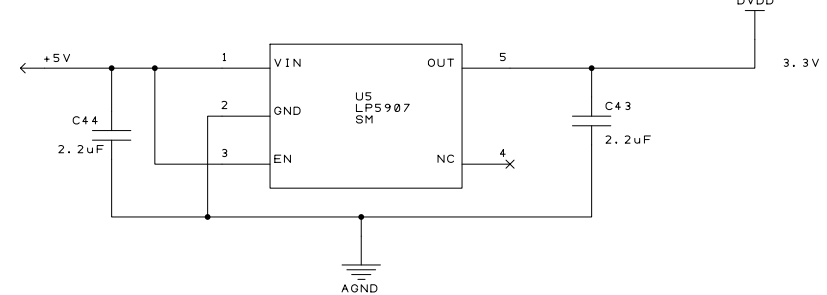 DVDD
+5V
1
VIN
OUT
5
3.3V
U5
LP5907
SM
2
GND
C44
2.2uF
C43
2.2uF
3
EN
NC
4
AGND